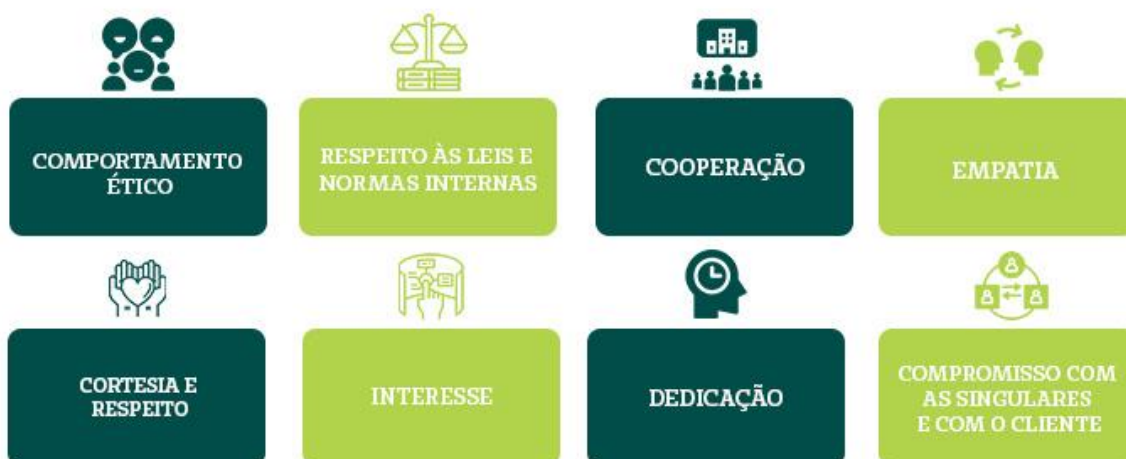 COMPORTAMENTO
ÉTICO
RESPEITO ÀS LEIS E
NORMAS INTERNAS
COOPERAÇÃO
EMPATIA
CORTESIA E
RESPEITO
INTERESSE
DEDICAÇÃO
COMPROMISSO COM
AS SINGULARES
E COM O CLIENTE